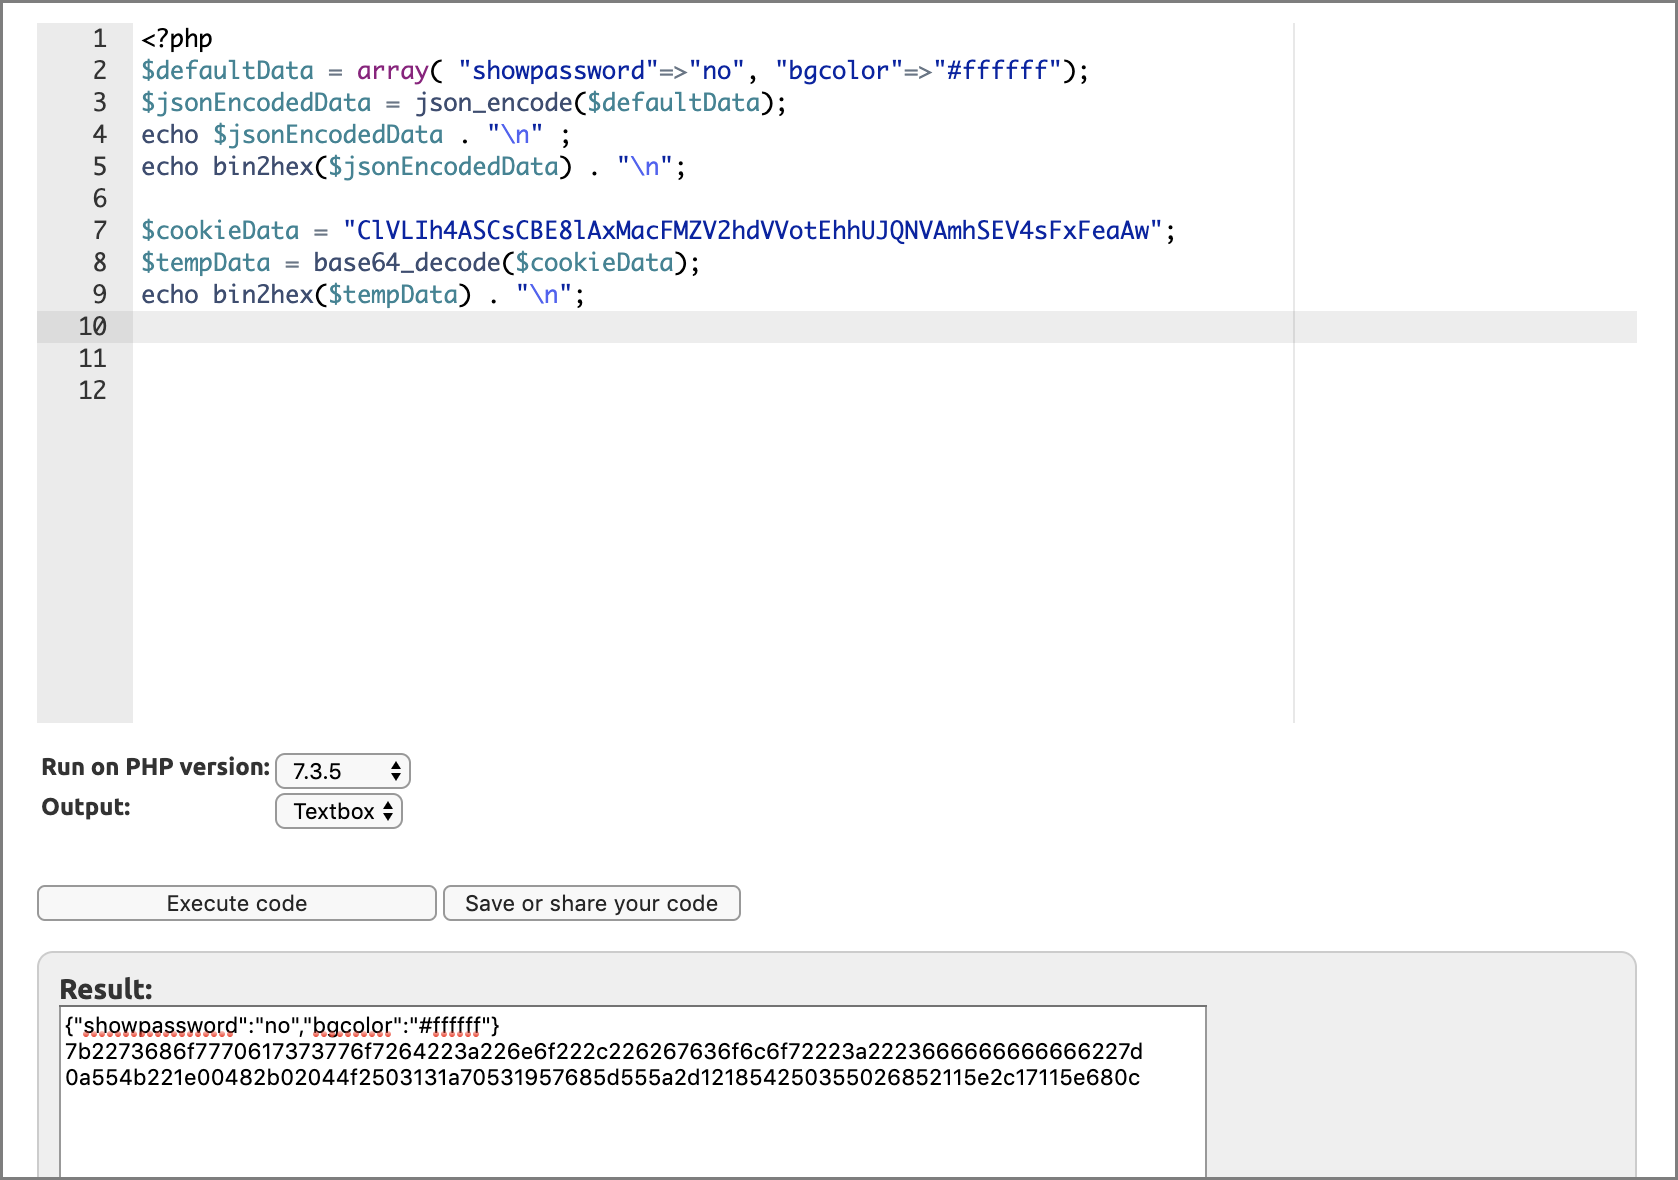 1 <?php
2 $defaultData = array( "showpassword"=>"no", "bgcolor"=>"#ffffff");
3 $jsonEncodedData = json_encode($defaultData);
4 echo $jsonEncodedData . "\n" ;
5 echo bin2hex($jsonEncodedData) . "\n";
6
7 $cookieData = "ClVLIh4ASCsCBE8lAxMacFMZV2hdVVotEhhUJQNVAmhSEV4sFxFeaAw";
8 $tempData = base64_decode($cookieData);
9 echo bin2hex($tempData) . "\n";
10
11
12
Run on PHP version: 7.3.5
Output: Textbox
Execute code Save or share your code
Result:
{"showpassword":"no","bgcolor":"#ffffff"}
7b2273686f7770617373776f7264223a226e6f222c226267636f6c6f72223a2223666666666666227d
0a554b221e00482b02044f2503131a70531957685d555a2d121854250355026852115e2c17115e680c